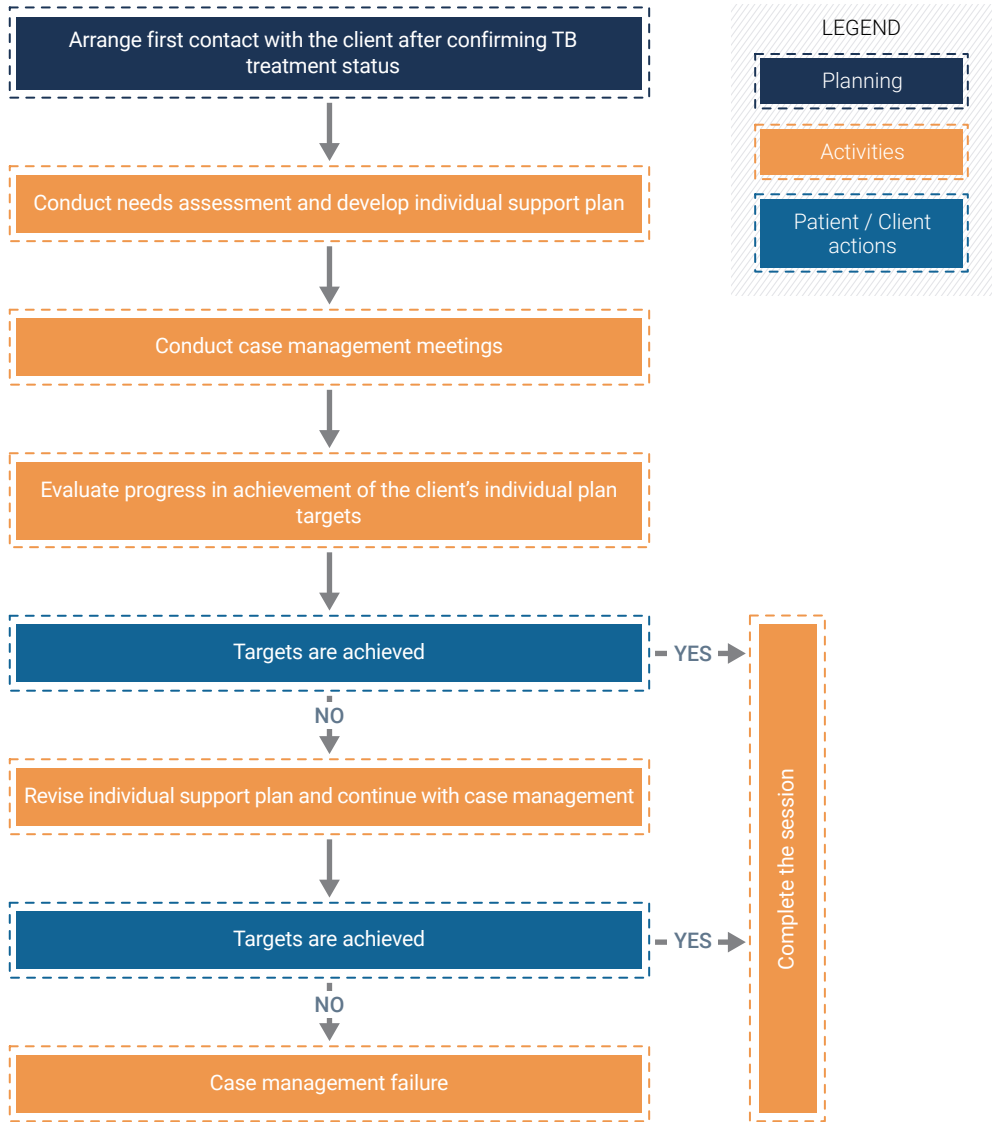 Arrange first contact with the client after confirming TB
treatment status
LEGEND
Planning
Activities
Patient / Client
actions
Conduct needs assessment and develop individual support plan
Conduct case management meetings
Evaluate progress in achievement of the client’s individual plan
targets
Targets are achieved
YES
NO
Revise individual support plan and continue with case management
Targets are achieved
YES
NO
Case management failure
Complete the session